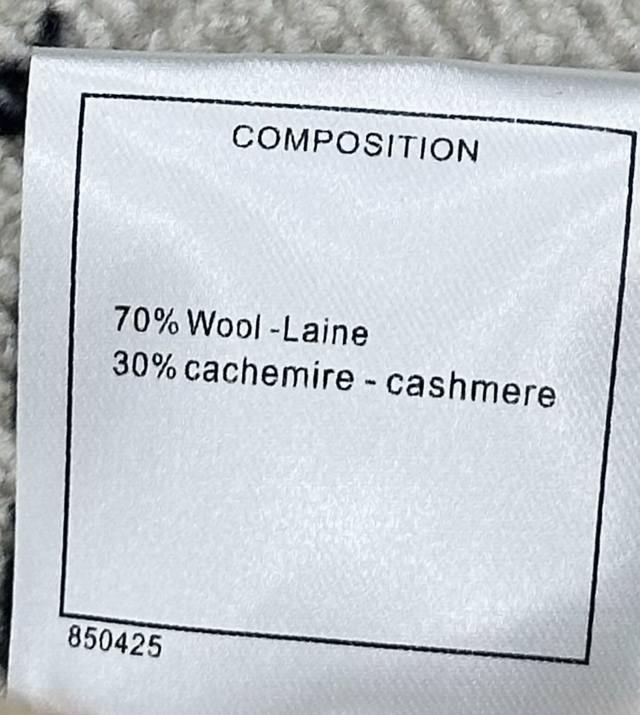 COMPOSITION
70% Wool -Laine
30% cachemire - cashmere
850425